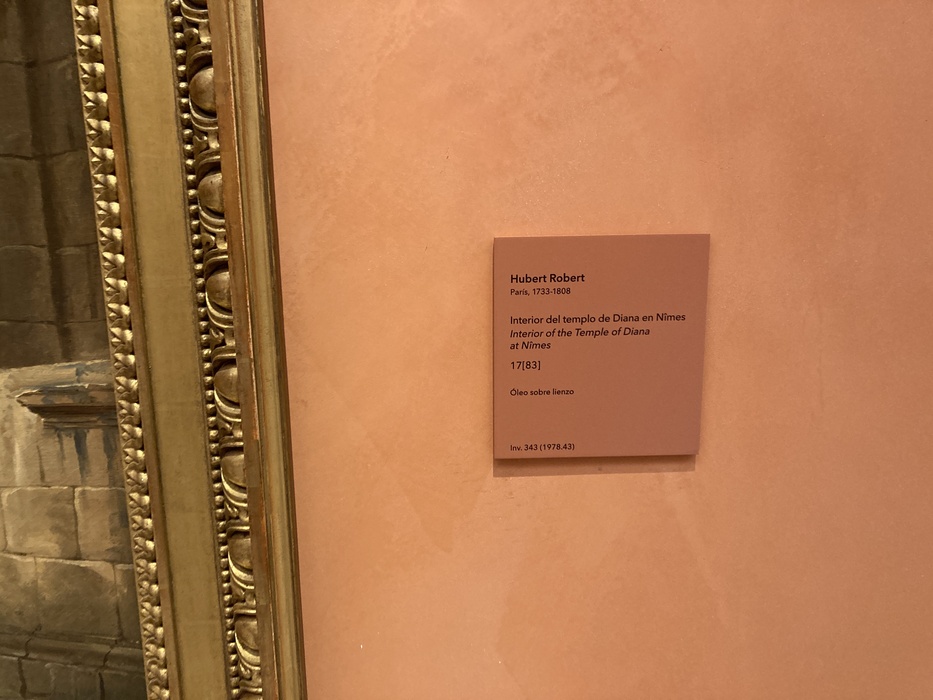 Hubert Robert
París, 1733-1808
Interior del templo de Diana en Nîmes
Interior of the Temple of Diana
at Nîmes
17[83]
Óleo sobre lienzo
Inv. 343 (1978.43)